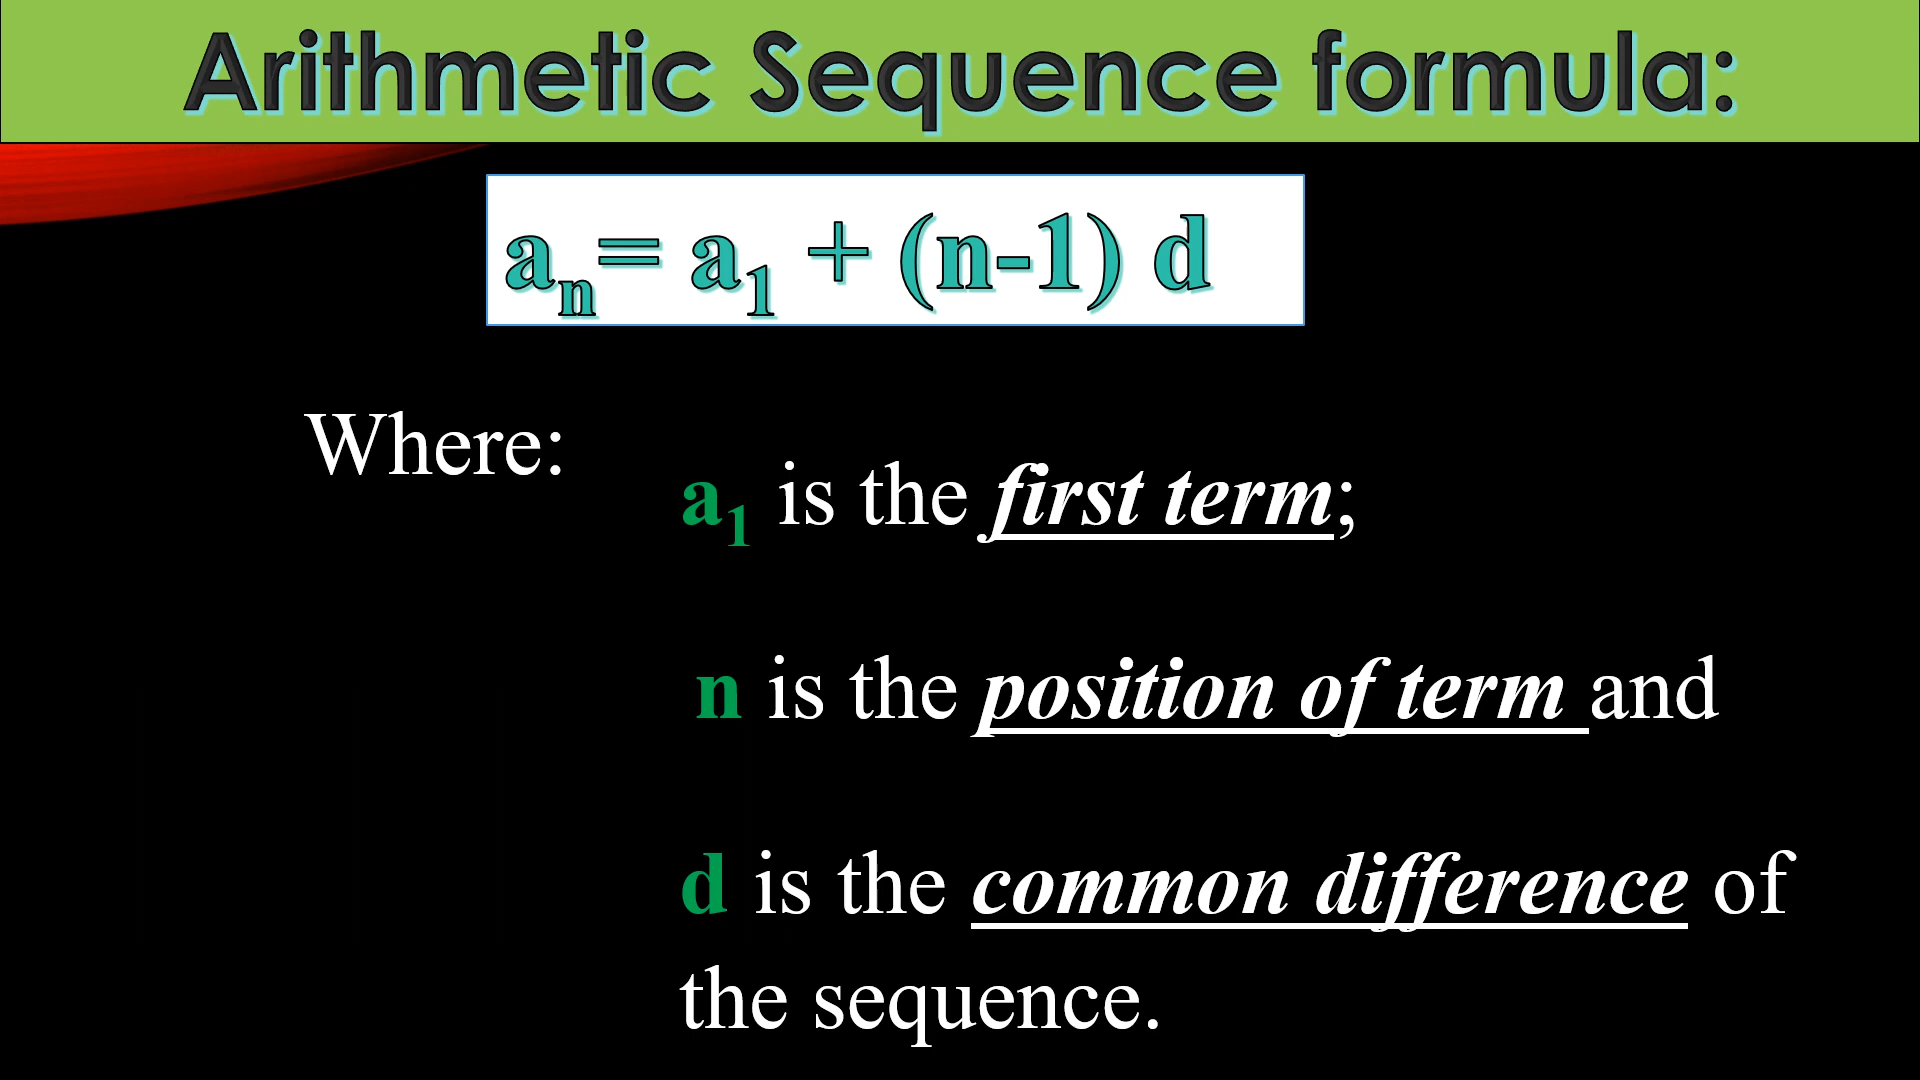 Arithmetic Sequence formula:
aₙ= a₁ + (n-1) d
Where:
a₁ is the first term;
n is the position of term and
d is the common difference of
the sequence.